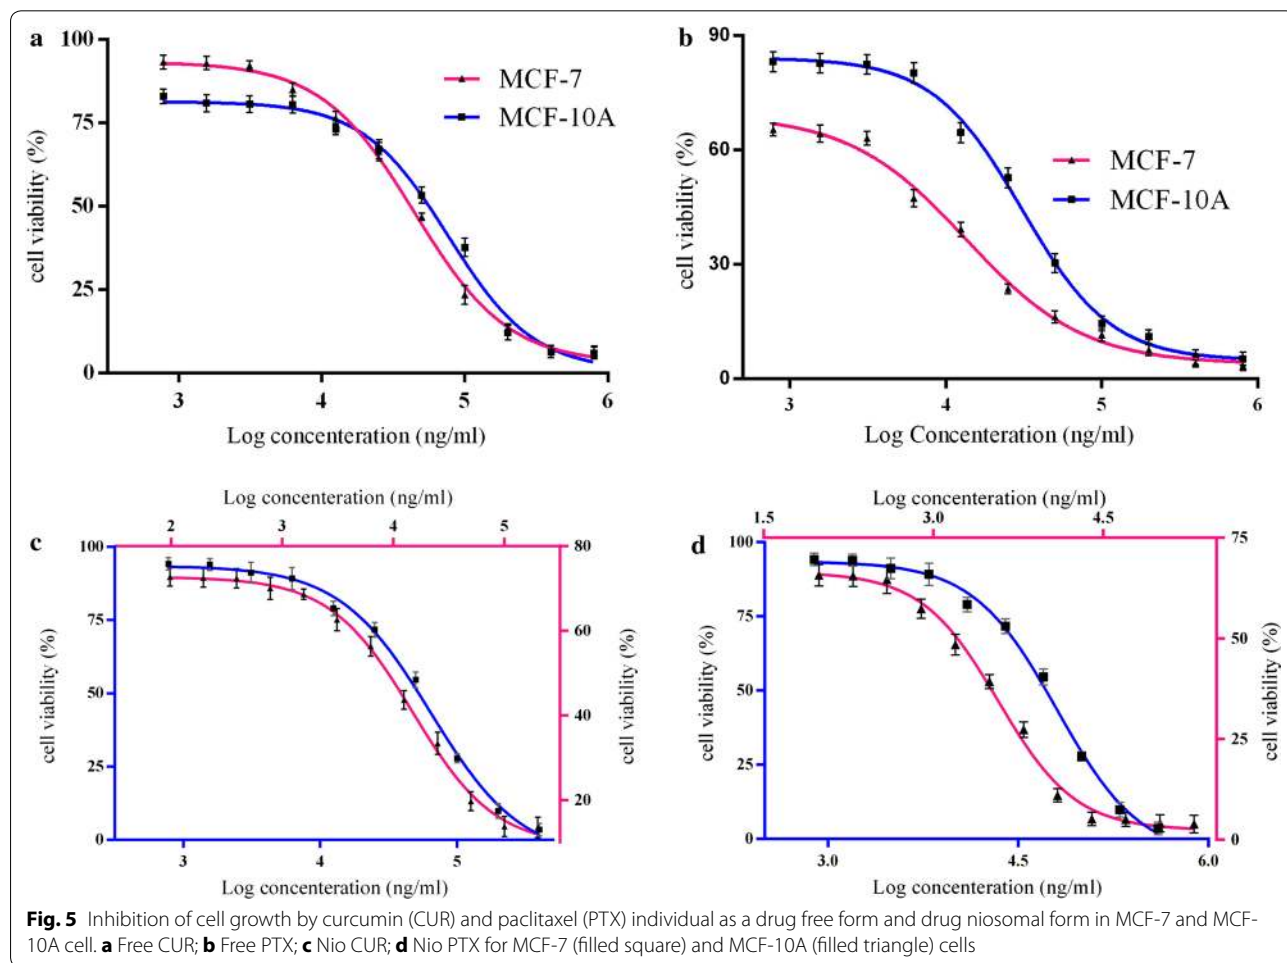 a
100
75
50
25
0
cell viability (%)
MCF-7
MCF-10A
3 4 5 6
Log concenteration (ng/ml)
b
90
60
30
0
cell viability (%)
MCF-7
MCF-10A
3 4 5 6
Log Concenteration (ng/ml)
Log concenteration (ng/ml)
2 3 4 5
c
100
75
50
25
0
cell viability (%)
80
60
40
20
cell viability (%)
3 4 5
Log concenteration (ng/ml)
Log concenteration (ng/ml)
1.5 3.0 4.5
d
100
75
50
25
0
cell viability (%)
75
50
25
0
cell viability (%)
3.0 4.5 6.0
Log concenteration (ng/ml)
Fig. 5 Inhibition of cell growth by curcumin (CUR) and paclitaxel (PTX) individual as a drug free form and drug niosomal form in MCF-7 and MCF-
10A cell. a Free CUR; b Free PTX; c Nio CUR; d Nio PTX for MCF-7 (filled square) and MCF-10A (filled triangle) cells